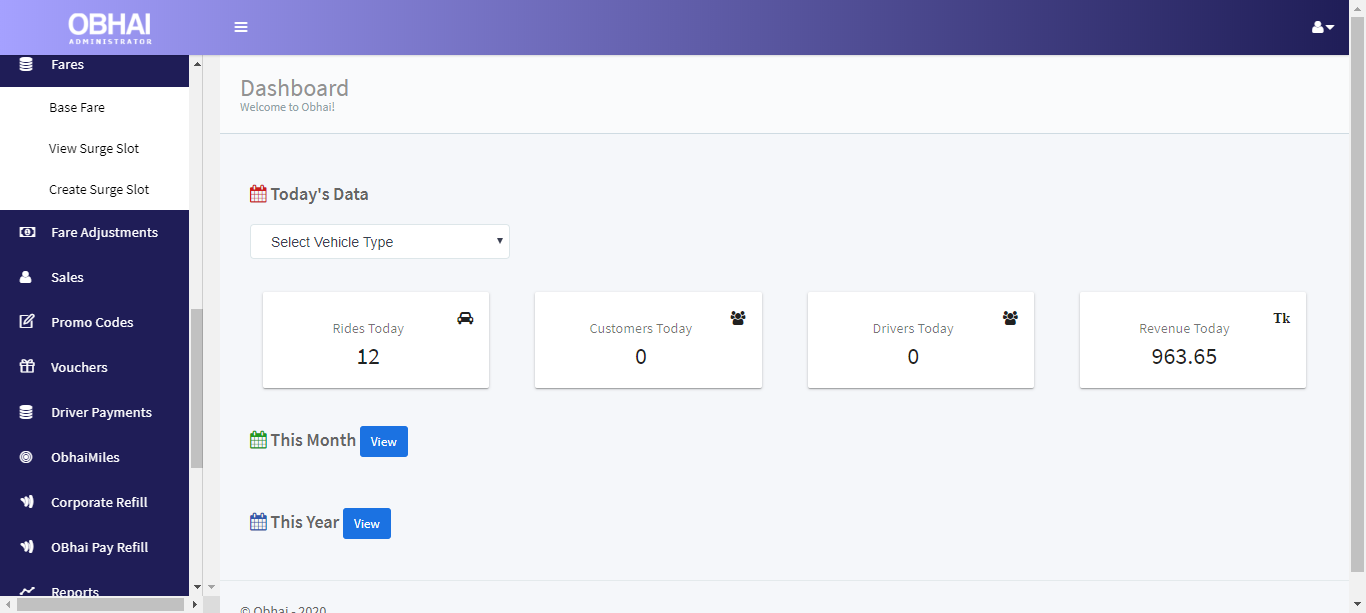 OBHAI
ADMINISTRATOR
Fares
Base Fare
View Surge Slot
Create Surge Slot
Fare Adjustments
Sales
Promo Codes
Vouchers
Driver Payments
ObhaiMiles
Corporate Refill
OBhai Pay Refill
Reports
Dashboard
Welcome to Obhai!
Today's Data
Select Vehicle Type
Rides Today
12
Customers Today
0
Drivers Today
0
Tk
Revenue Today
963.65
This Month View
This Year View
© Obhai - 2020